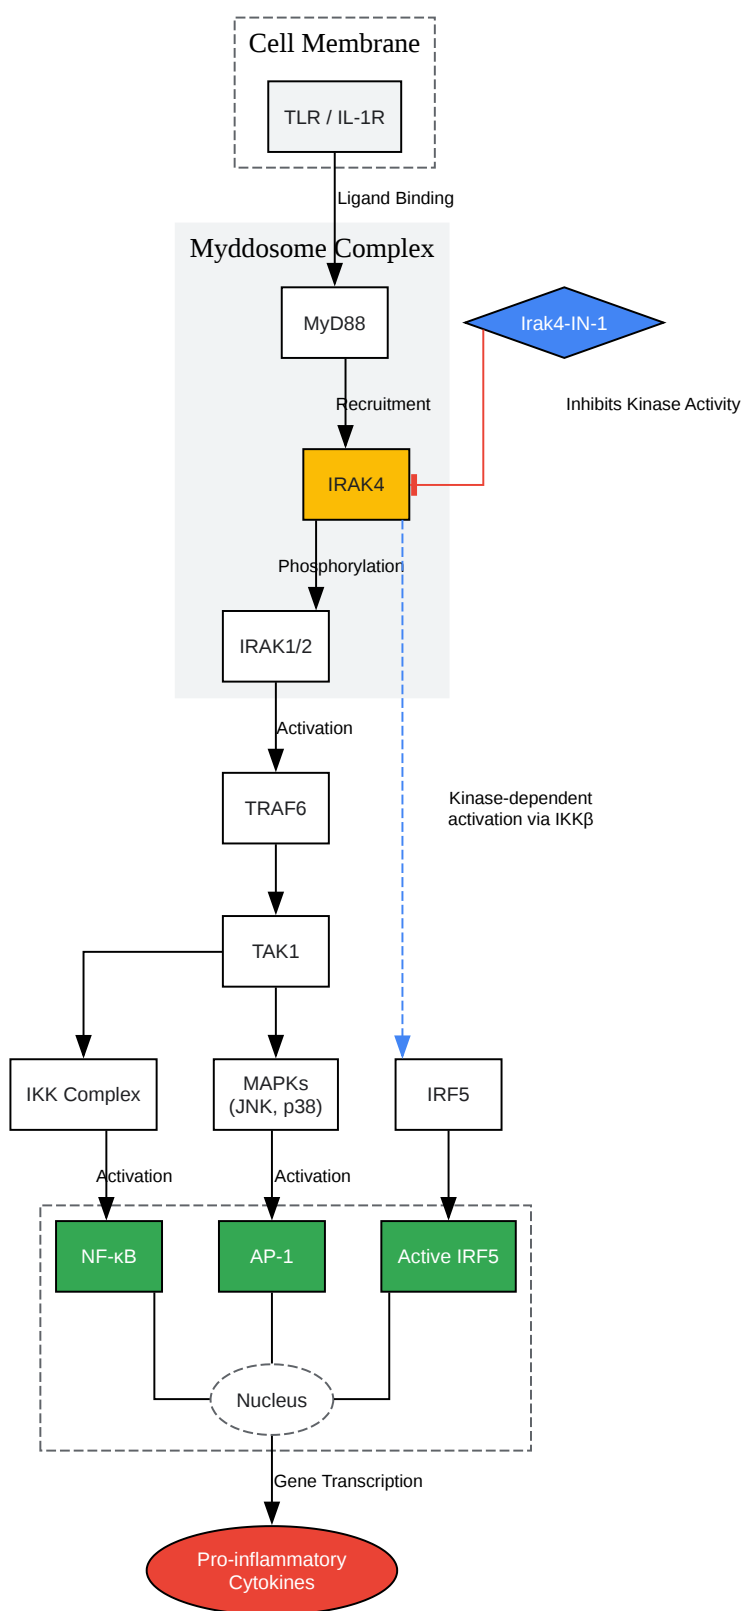 Cell Membrane
TLR / IL-1R
Ligand Binding
Myddosome Complex
MyD88
Irak4-IN-1
Recruitment
Inhibits Kinase Activity
IRAK4
Phosphorylation
IRAK1/2
Activation
TRAF6
Kinase-dependent
activation via IKKβ
TAK1
IKK Complex
MAPKs
(JNK, p38)
IRF5
Activation
Activation
NF-κB
AP-1
Active IRF5
Nucleus
Gene Transcription
Pro-inflammatory
Cytokines